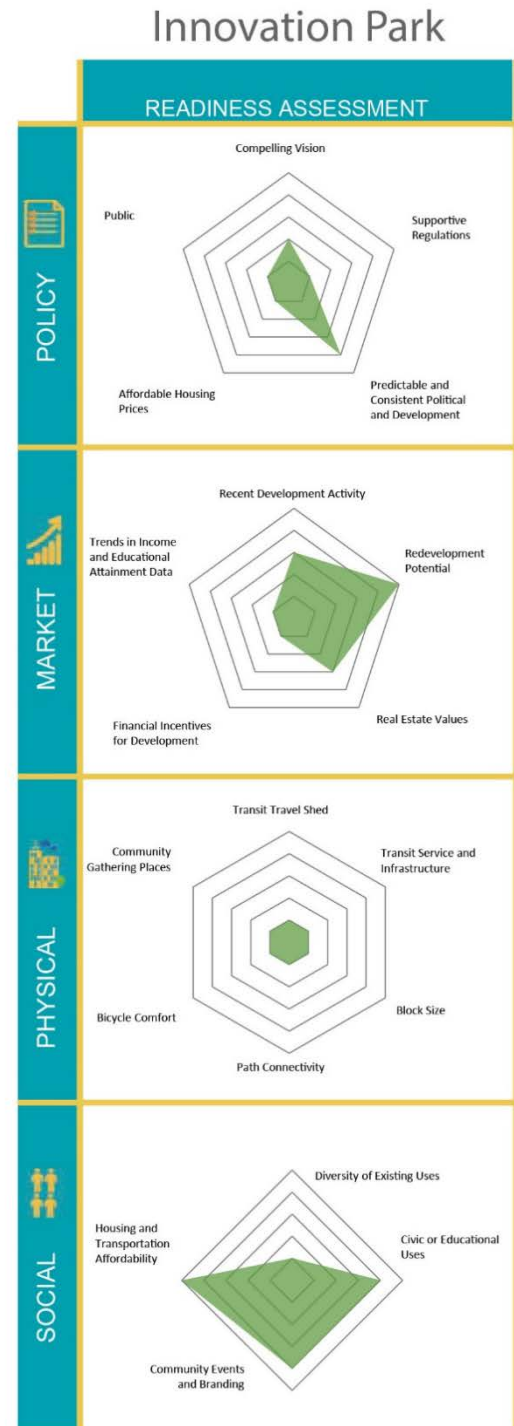 Innovation Park
READINESS ASSESSMENT
POLICY
Compelling Vision
Public
Supportive
Regulations
Affordable Housing
Prices
Predictable and
Consistent Political
and Development
MARKET
Recent Development Activity
Trends in Income
and Educational
Attainment Data
Redevelopment
Potential
Financial Incentives
for Development
Real Estate Values
PHYSICAL
Transit Travel Shed
Community
Gathering Places
Transit Service and
Infrastructure
Bicycle Comfort
Block Size
Path Connectivity
SOCIAL
Diversity of Existing Uses
Housing and
Transportation
Affordability
Civic or Educational
Uses
Community Events
and Branding